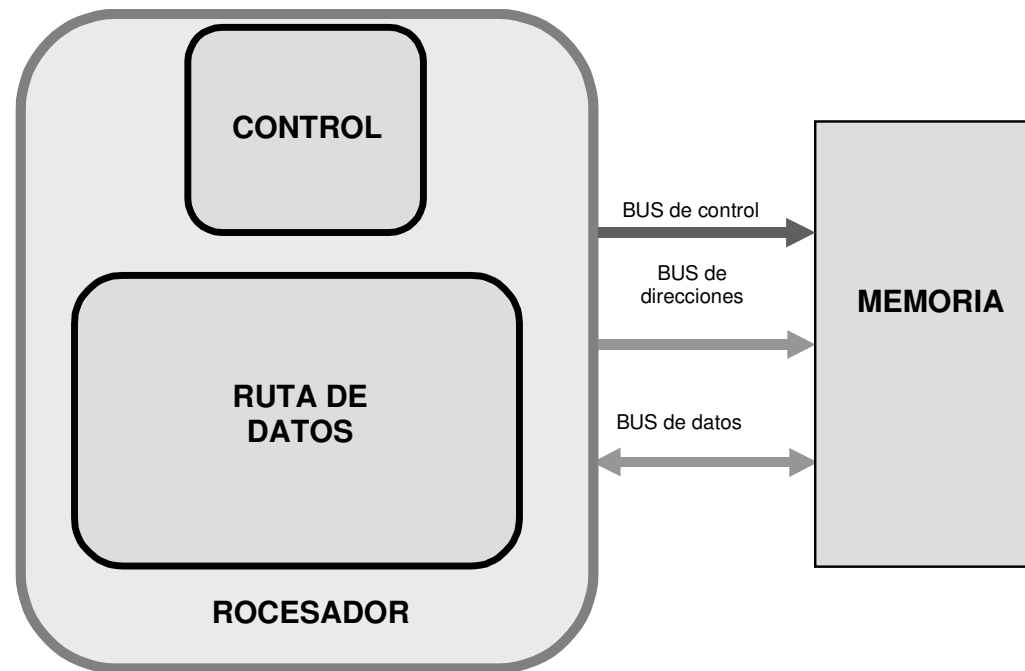 CONTROL
BUS de control
BUS de
direcciones
MEMORIA
RUTA DE
DATOS
BUS de datos
ROCESADOR